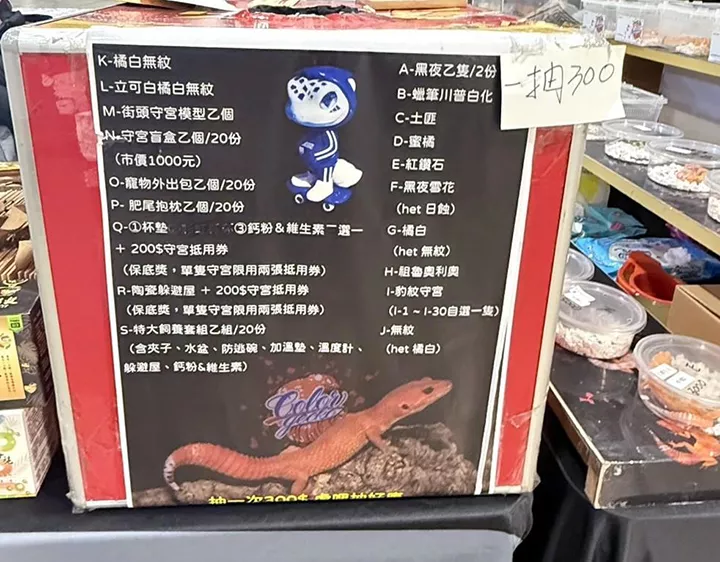 K-橘白無紋
L-立可白橘白無紋
M-街頭守宮模型乙個
N-守宮盲盒乙個/20份
(市價1000元)
O-寵物外出包乙個/20份
P- 肥尾抱枕乙個/20份
Q-①杯墊 ③鈣粉&維生素二選一
+ 200$守宮抵用券
(保底獎，單隻守宮限用兩張抵用券)
R-陶瓷躲避屋 + 200$守宮抵用券
(保底獎，單隻守宮限用兩張抵用券)
S-特大飼養套組乙組/20份
(含夾子、水盆、防逃碗、加溫墊、溫度計、
躲避屋、鈣粉&維生素)
A-黑夜乙隻/2份
B-蠟筆川普白化
C-土匪
D-蜜橘
E-紅鑽石
F-黑夜雪花
(het 日蝕)
G-橘白
(het 無紋)
H-祖魯奧利奧
I-豹紋守宮
(I-1 ~ I-30自選一隻)
J-無紋
(het 橘白)
一抽300
Color
抽一次300$